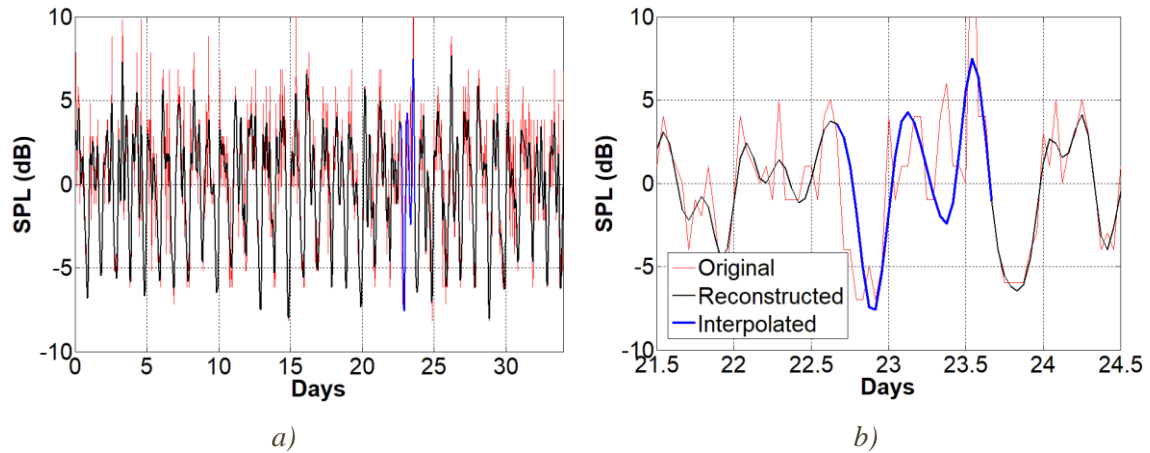 10
5
0
-5
-10
SPL (dB)
0 5 10 15 20 25 30
Days
a)
10
5
0
-5
-10
SPL (dB)
Original
Reconstructed
Interpolated
21.5 22 22.5 23 23.5 24 24.5
Days
b)